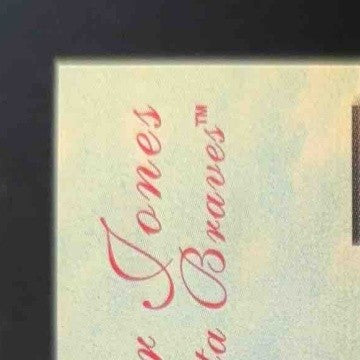 r Jones
ta Braves™